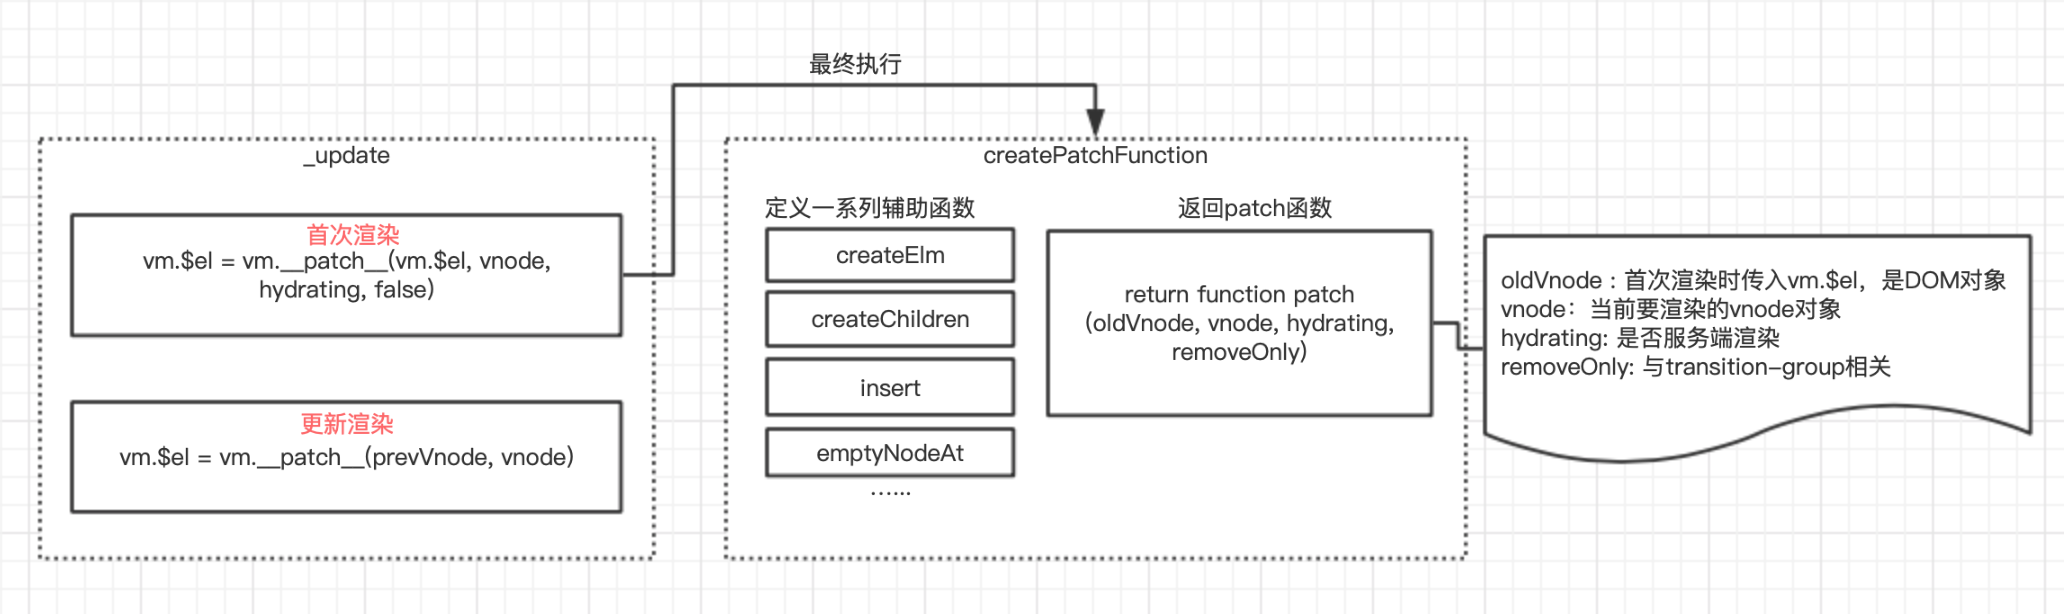 最终执行
_update
首次渲染
vm.$el = vm.__patch__(vm.$el, vnode,
hydrating, false)
更新渲染
vm.$el = vm.__patch__(prevVnode, vnode)
createPatchFunction
定义一系列辅助函数
createElm
createChildren
insert
emptyNodeAt
…...
返回patch函数
return function patch
(oldVnode, vnode, hydrating,
removeOnly)
oldVnode : 首次渲染时传入vm.$el，是DOM对象
vnode：当前要渲染的vnode对象
hydrating: 是否服务端渲染
removeOnly: 与transition-group相关